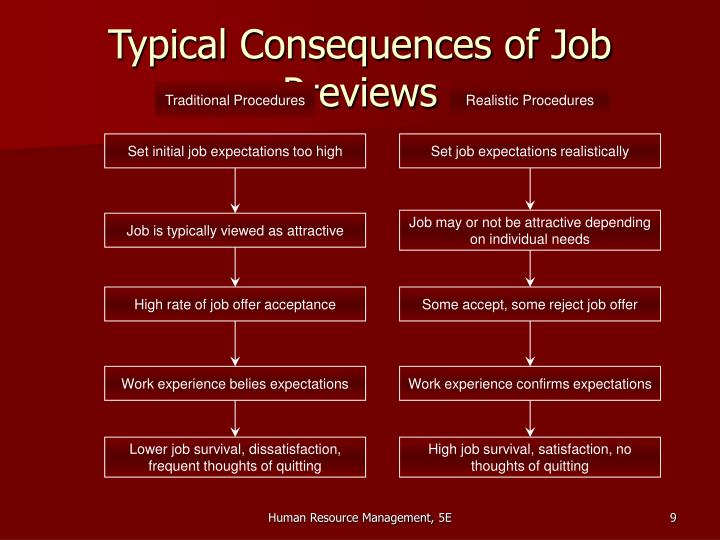 Typical Consequences of Job
Previews
Traditional Procedures
Realistic Procedures
Set initial job expectations too high
Set job expectations realistically
Job is typically viewed as attractive
Job may or not be attractive depending
on individual needs
High rate of job offer acceptance
Some accept, some reject job offer
Work experience belies expectations
Work experience confirms expectations
Lower job survival, dissatisfaction,
frequent thoughts of quitting
High job survival, satisfaction, no
thoughts of quitting
Human Resource Management, 5E
9